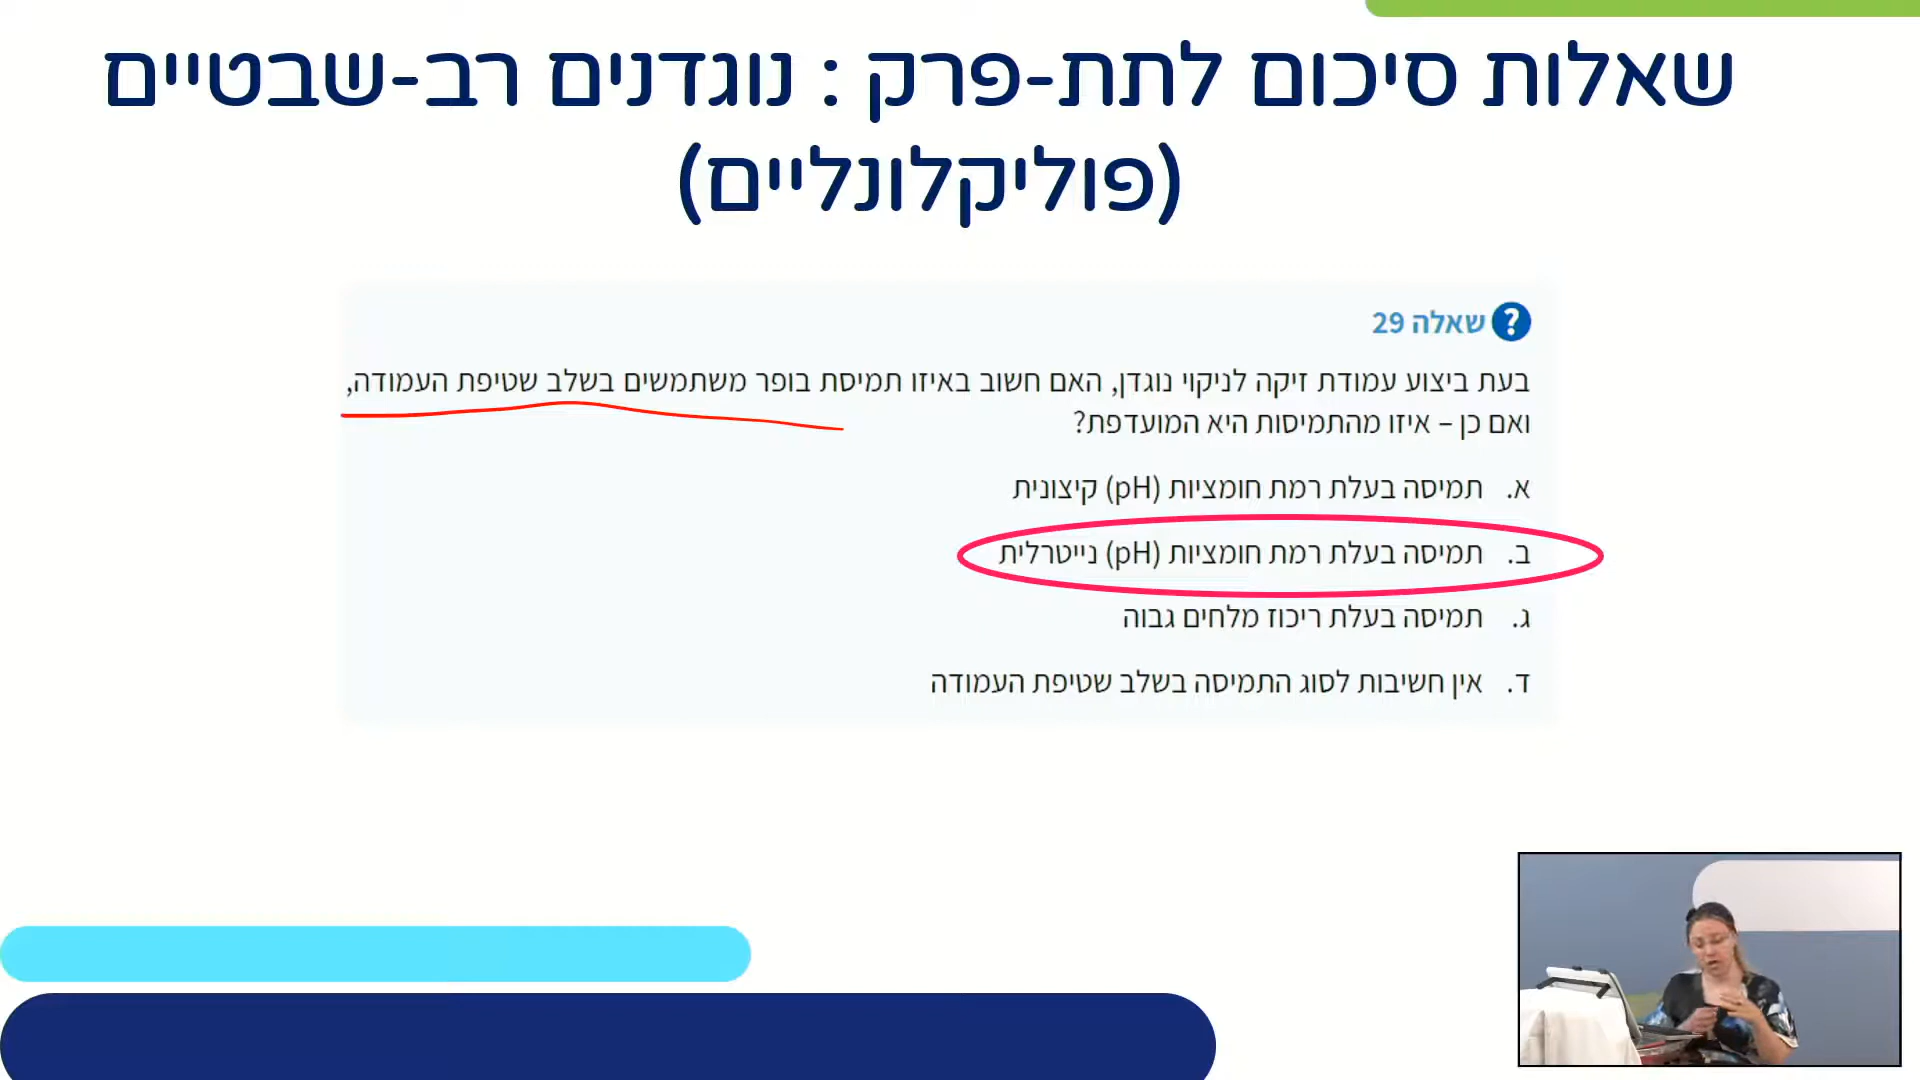 שאלות סיכום לתת-פרק : נוגדנים רב-שבטיים
(פוליקלונליים)
? שאלה 29
בעת ביצוע עמודת זיקה לניקוי נוגדן, האם חשוב באיזו תמיסת בופר משתמשים בשלב שטיפת העמודה,
ואם כן – איזו מהתמיסות היא המועדפת?
א. תמיסה בעלת רמת חומציות (pH) קיצונית
ב. תמיסה בעלת רמת חומציות (pH) נייטרלית
ג. תמיסה בעלת ריכוז מלחים גבוה
ד. אין חשיבות לסוג התמיסה בשלב שטיפת העמודה